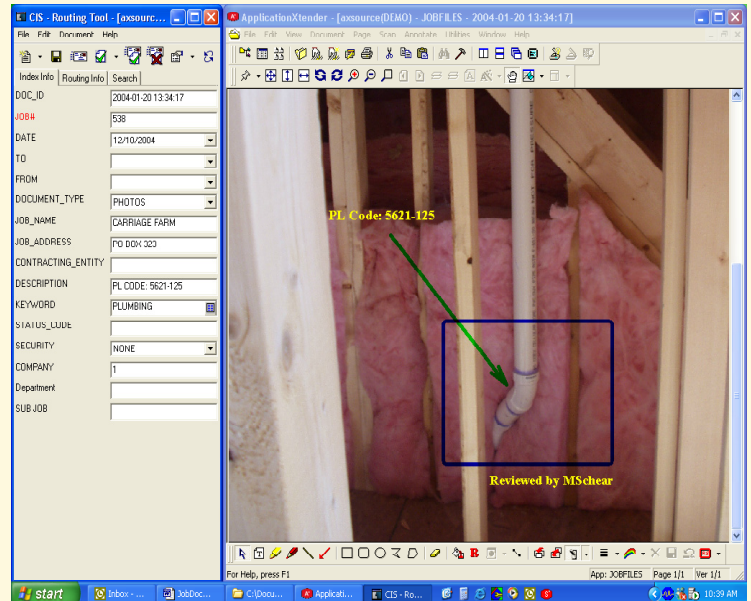 CIS - Routing Tool - [axsourc...
File Edit Document Help
Index Info Routing Info Search
DOC_ID 2004-01-20 13:34:17
JOB# 538
DATE 12/10/2004
TO
FROM
DOCUMENT_TYPE PHOTOS
JOB_NAME CARRIAGE FARM
JOB_ADDRESS PO BOX 323
CONTRACTING_ENTITY
DESCRIPTION PL CODE: 5621-125
KEYWORD PLUMBING
STATUS_CODE
SECURITY NONE
COMPANY 1
Department
SUB JOB
ApplicationXtender - [axsource(DEMO) - JOBFILES - 2004-01-20 13:34:17]
File Edit View Document Page Scan Annotate Utilities Window Help
PL Code: 5621-125
Reviewed by MSchear
For Help, press F1
App: JOBFILES Page 1/1 Ver 1/1
start Inbox - ... JobDoc... C:\Docu... Applicati... CIS - Ro... 10:39 AM